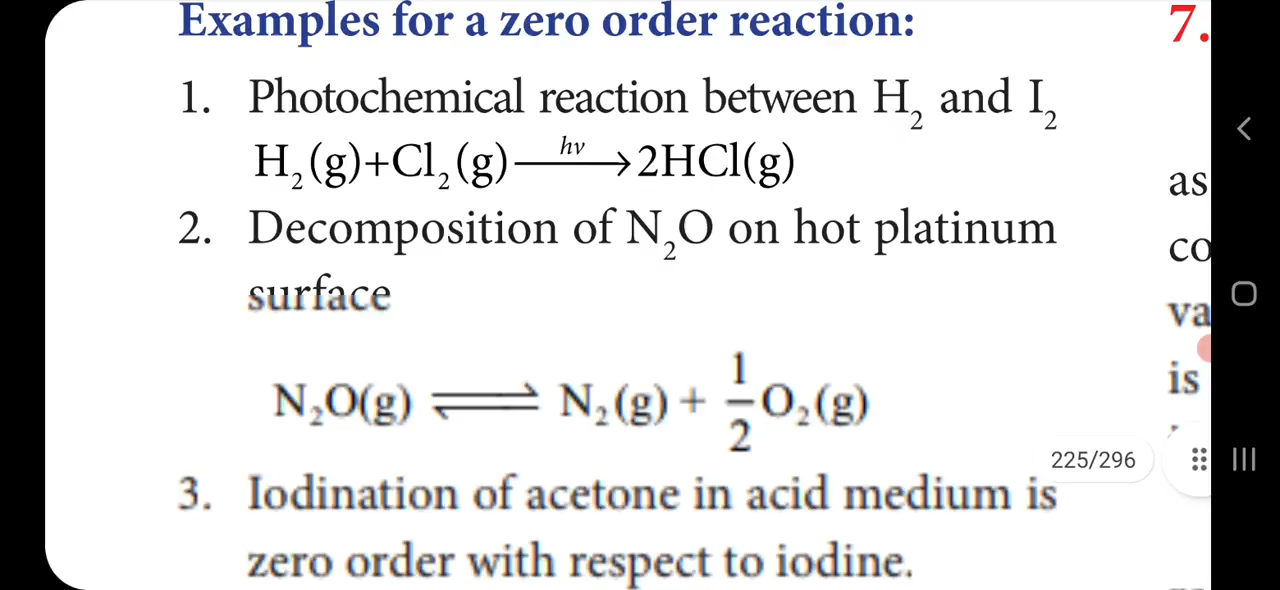 Examples for a zero order reaction:
7.
1. Photochemical reaction between H₂ and I₂
H₂(g)+Cl₂(g) —hν→ 2HCl(g)
as
2. Decomposition of N₂O on hot platinum
co
surface
va
is
N₂O(g) ⇌ N₂(g) + 1/2 O₂(g)
225/296
3. Iodination of acetone in acid medium is
zero order with respect to iodine.